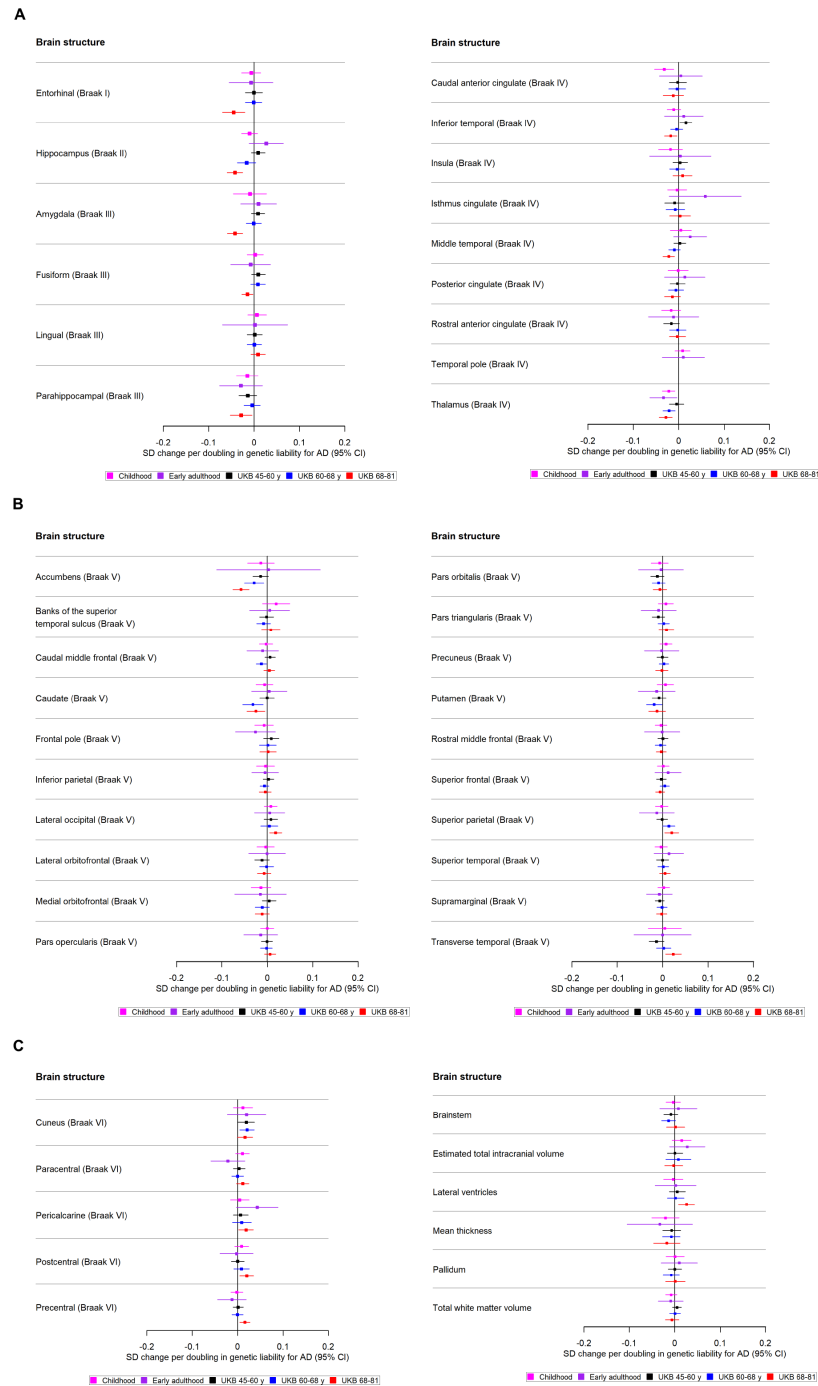 A
Brain structure
Entorhinal (Braak I)
Hippocampus (Braak II)
Amygdala (Braak III)
Fusiform (Braak III)
Lingual (Braak III)
Parahippocampal (Braak III)
-0.2 -0.1 0 0.1 0.2
SD change per doubling in genetic liability for AD (95% CI)
Childhood Early adulthood UKB 45-60 y UKB 60-68 y UKB 68-81
Brain structure
Caudal anterior cingulate (Braak IV)
Inferior temporal (Braak IV)
Insula (Braak IV)
Isthmus cingulate (Braak IV)
Middle temporal (Braak IV)
Posterior cingulate (Braak IV)
Rostral anterior cingulate (Braak IV)
Temporal pole (Braak IV)
Thalamus (Braak IV)
-0.2 -0.1 0 0.1 0.2
SD change per doubling in genetic liability for AD (95% CI)
Childhood Early adulthood UKB 45-60 y UKB 60-68 y UKB 68-81
B
Brain structure
Accumbens (Braak V)
Banks of the superior
temporal sulcus (Braak V)
Caudal middle frontal (Braak V)
Caudate (Braak V)
Frontal pole (Braak V)
Inferior parietal (Braak V)
Lateral occipital (Braak V)
Lateral orbitofrontal (Braak V)
Medial orbitofrontal (Braak V)
Pars opercularis (Braak V)
-0.2 -0.1 0 0.1 0.2
SD change per doubling in genetic liability for AD (95% CI)
Childhood Early adulthood UKB 45-60 y UKB 60-68 y UKB 68-81
Brain structure
Pars orbitalis (Braak V)
Pars triangularis (Braak V)
Precuneus (Braak V)
Putamen (Braak V)
Rostral middle frontal (Braak V)
Superior frontal (Braak V)
Superior parietal (Braak V)
Superior temporal (Braak V)
Supramarginal (Braak V)
Transverse temporal (Braak V)
-0.2 -0.1 0 0.1 0.2
SD change per doubling in genetic liability for AD (95% CI)
Childhood Early adulthood UKB 45-60 y UKB 60-68 y UKB 68-81
C
Brain structure
Cuneus (Braak VI)
Paracentral (Braak VI)
Pericalcarine (Braak VI)
Postcentral (Braak VI)
Precentral (Braak VI)
-0.2 -0.1 0 0.1 0.2
SD change per doubling in genetic liability for AD (95% CI)
Childhood Early adulthood UKB 45-60 y UKB 60-68 y UKB 68-81
Brain structure
Brainstem
Estimated total intracranial volume
Lateral ventricles
Mean thickness
Pallidum
Total white matter volume
-0.2 -0.1 0 0.1 0.2
SD change per doubling in genetic liability for AD (95% CI)
Childhood Early adulthood UKB 45-60 y UKB 60-68 y UKB 68-81